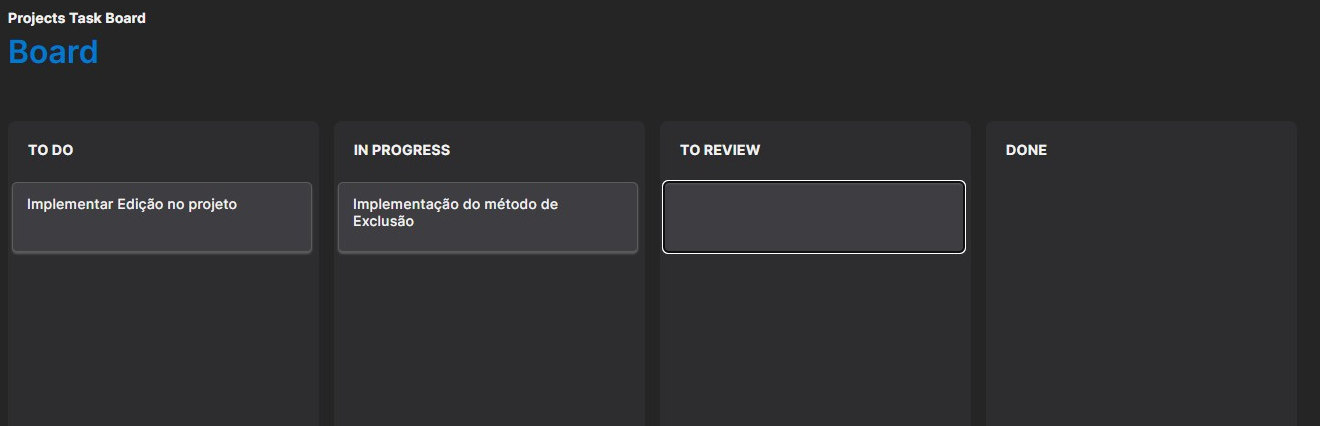 Projects Task Board
Board
TO DO
IN PROGRESS
TO REVIEW
DONE
Implementar Edição no projeto
Implementação do método de
Exclusão